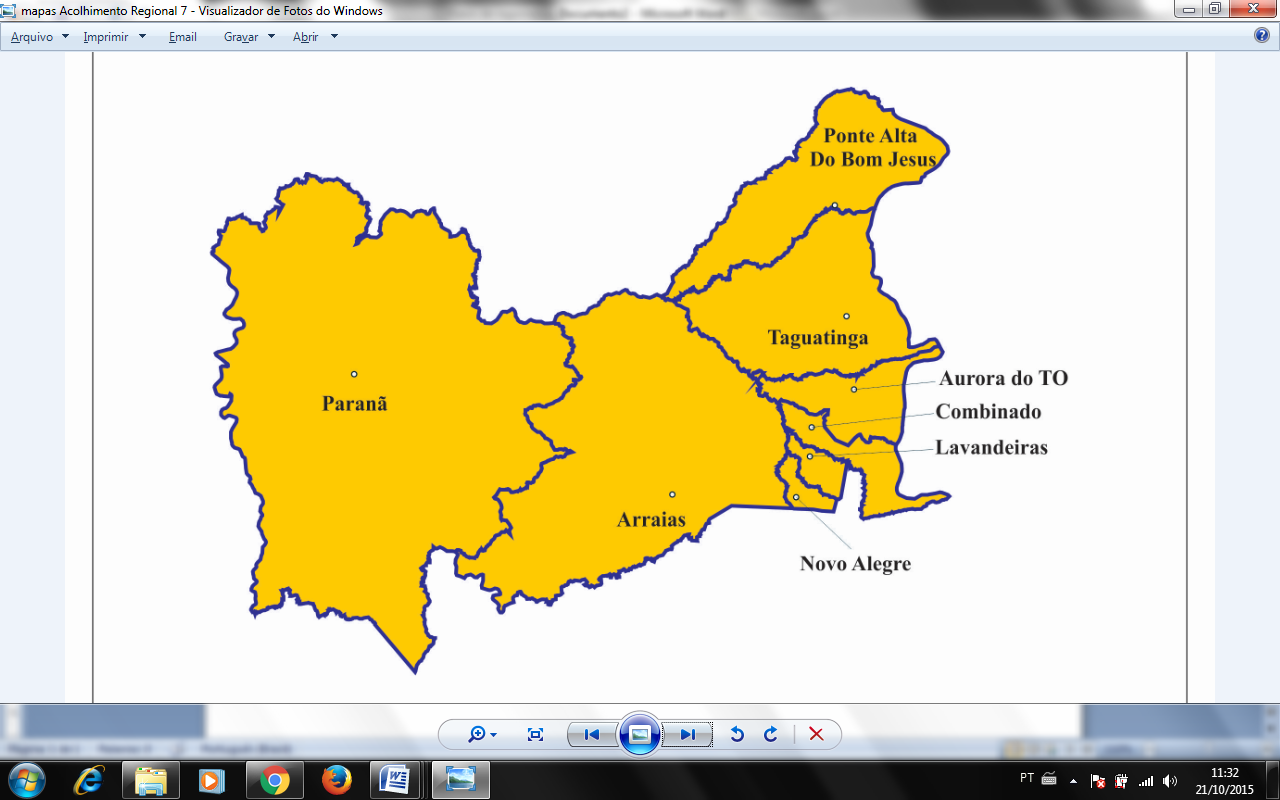 mapas Acolhimento Regional 7 - Visualizador de Fotos do Windows
Arquivo Imprimir Email Gravar Abrir
Ponte Alta
Do Bom Jesus
Taguatinga
Aurora do TO
Paranã
Combinado
Lavandeiras
Arraias
Novo Alegre
PT
11:32
21/10/2015